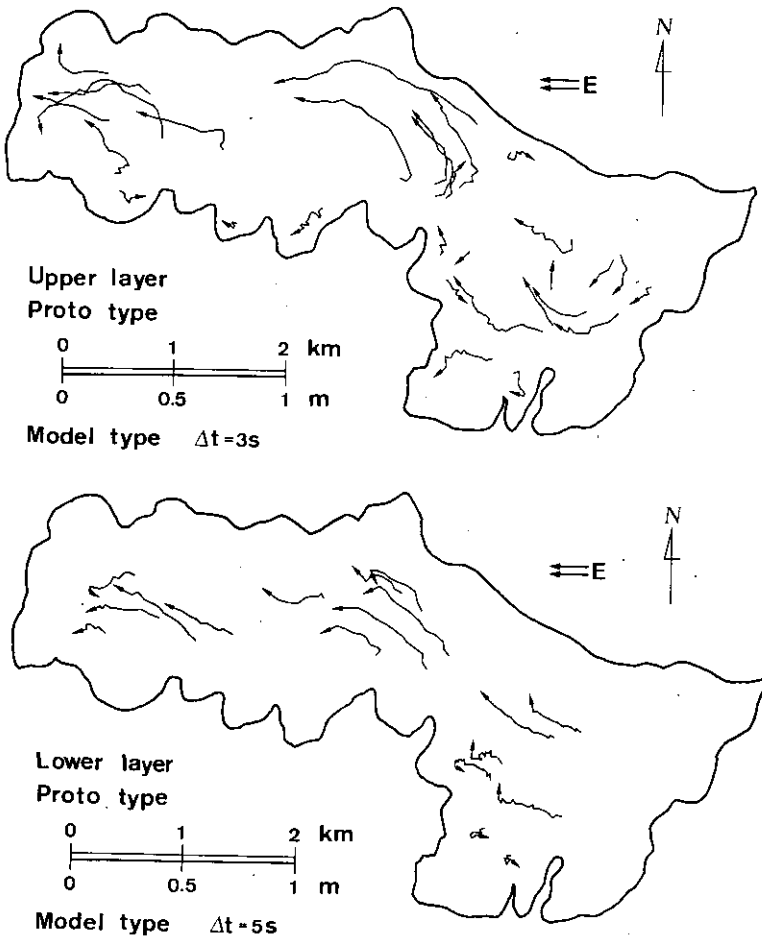 N
E
Upper layer
Proto type
0 1 2 km
0 0.5 1 m
Model type Δt=3s
N
E
Lower layer
Proto type
0 1 2 km
0 0.5 1 m
Model type Δt=5s